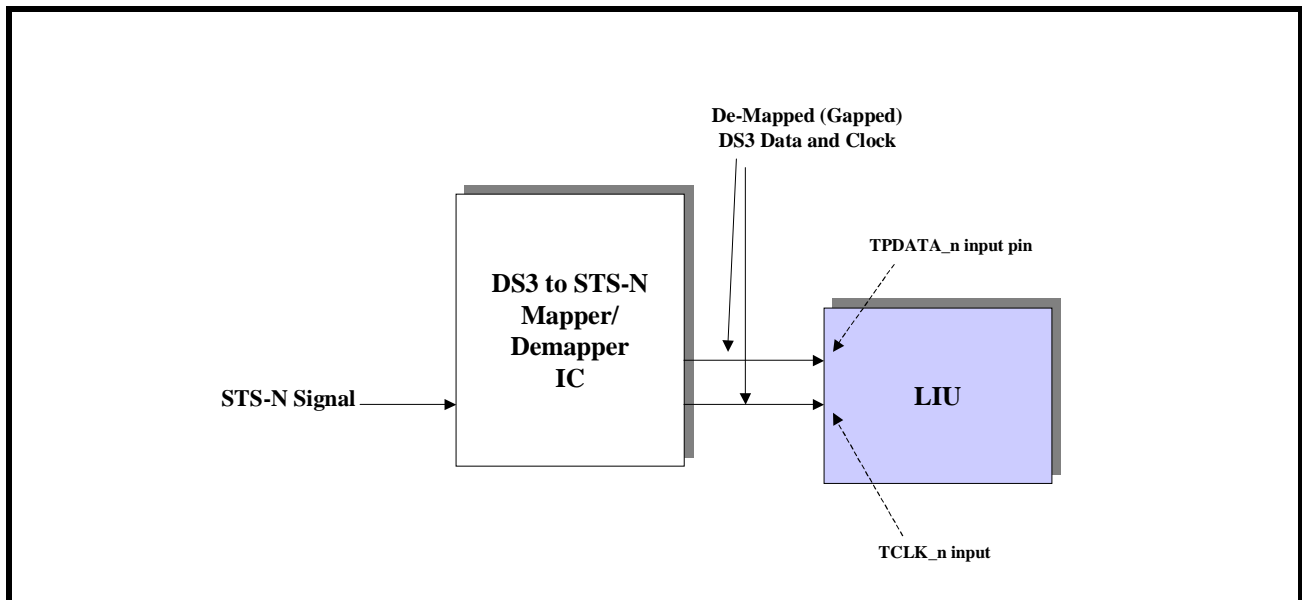 De-Mapped (Gapped)
DS3 Data and Clock
TPDATA_n input pin
DS3 to STS-N
Mapper/
Demapper
IC
STS-N Signal
LIU
TCLK_n input